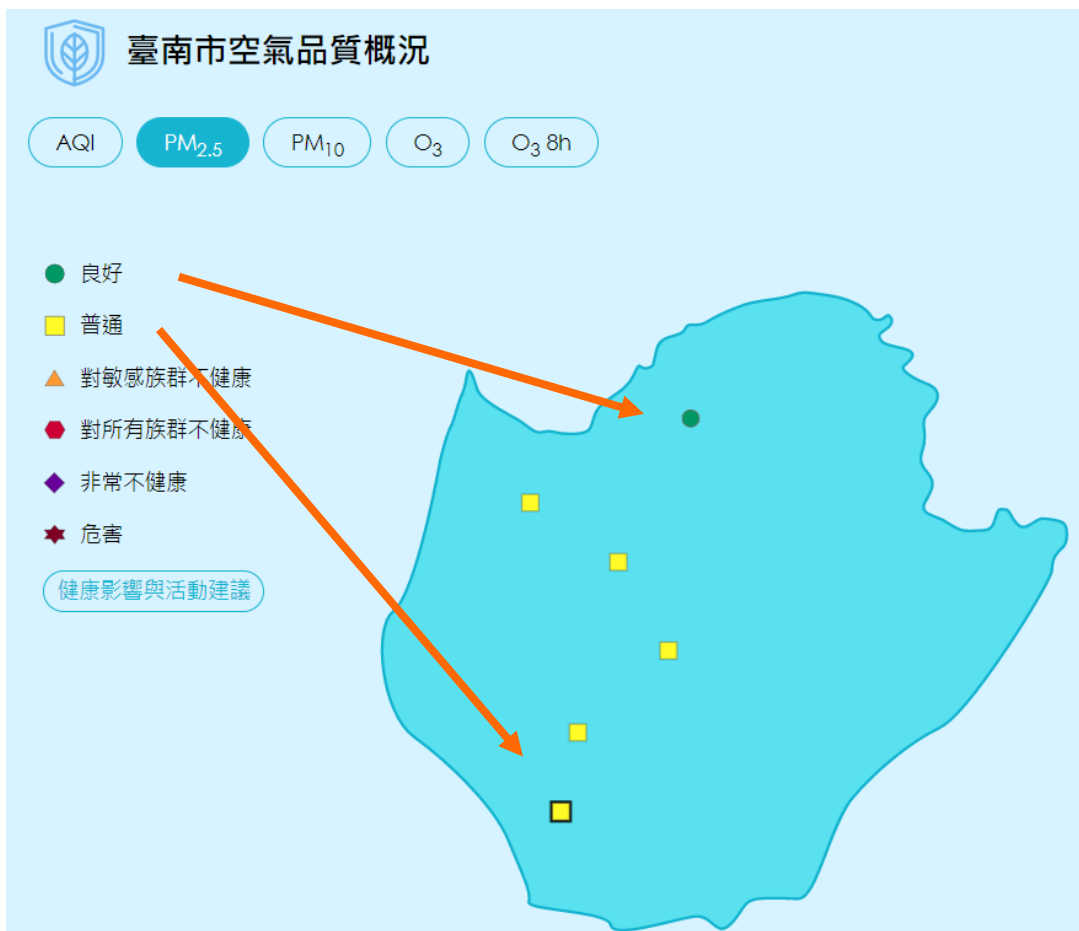 臺南市空氣品質概況
AQI PM2.5 PM10 O3 O3 8h
良好
普通
對敏感族群不健康
對所有族群不健康
非常不健康
危害
健康影響與活動建議